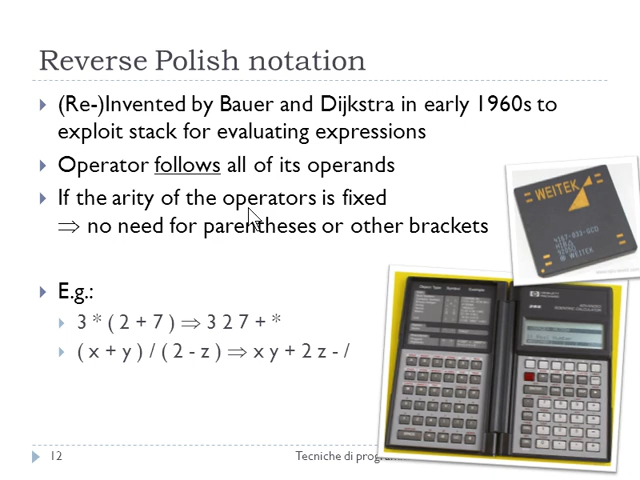 Reverse Polish notation
(Re-)Invented by Bauer and Dijkstra in early 1960s to
exploit stack for evaluating expressions
Operator follows all of its operands
If the arity of the operators is fixed
⇒ no need for parentheses or other brackets
WEITEK
WEITEK
E.g.:
3 * ( 2 + 7 ) ⇒ 3 2 7 + *
( x + y ) / ( 2 - z ) ⇒ x y + 2 z - /
12
Tecniche di